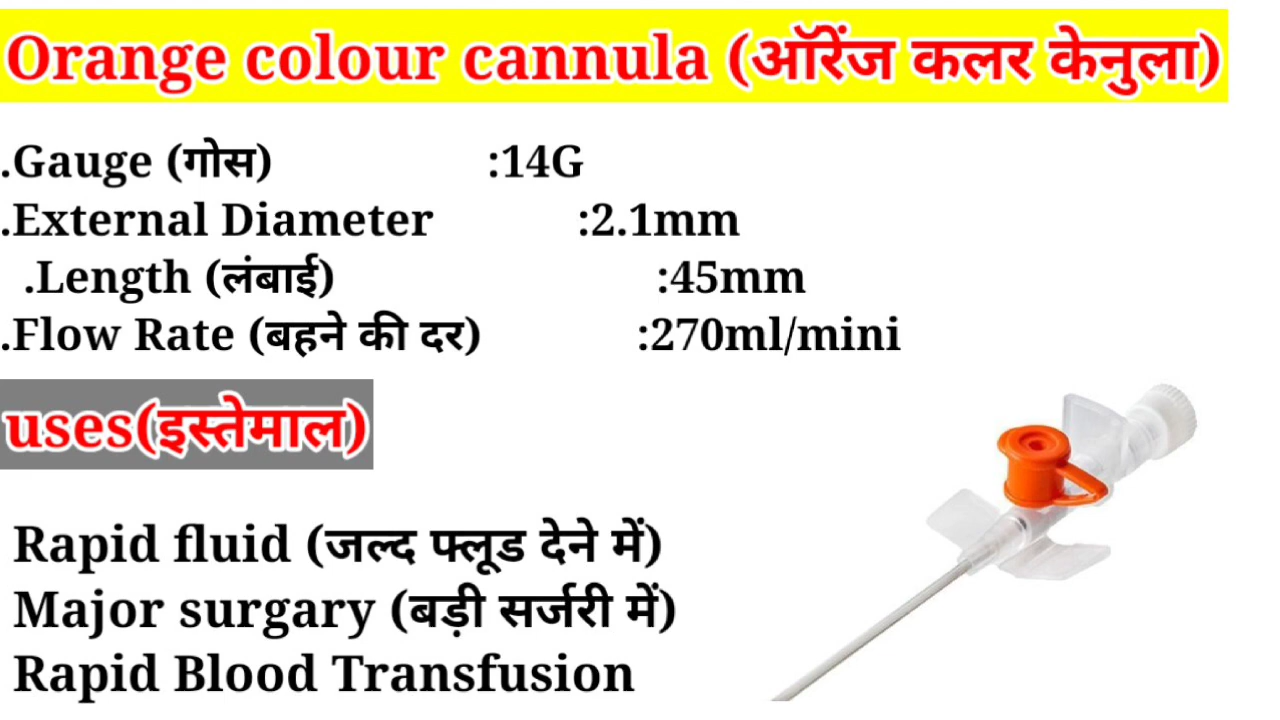 Orange colour cannula (ऑरेंज कलर केनुला)
.Gauge (गोस) :14G
.External Diameter :2.1mm
.Length (लंबाई) :45mm
.Flow Rate (बहने की दर) :270ml/mini
uses(इस्तेमाल)
Rapid fluid (जल्द फ्लूड देने में)
Major surgary (बड़ी सर्जरी में)
Rapid Blood Transfusion